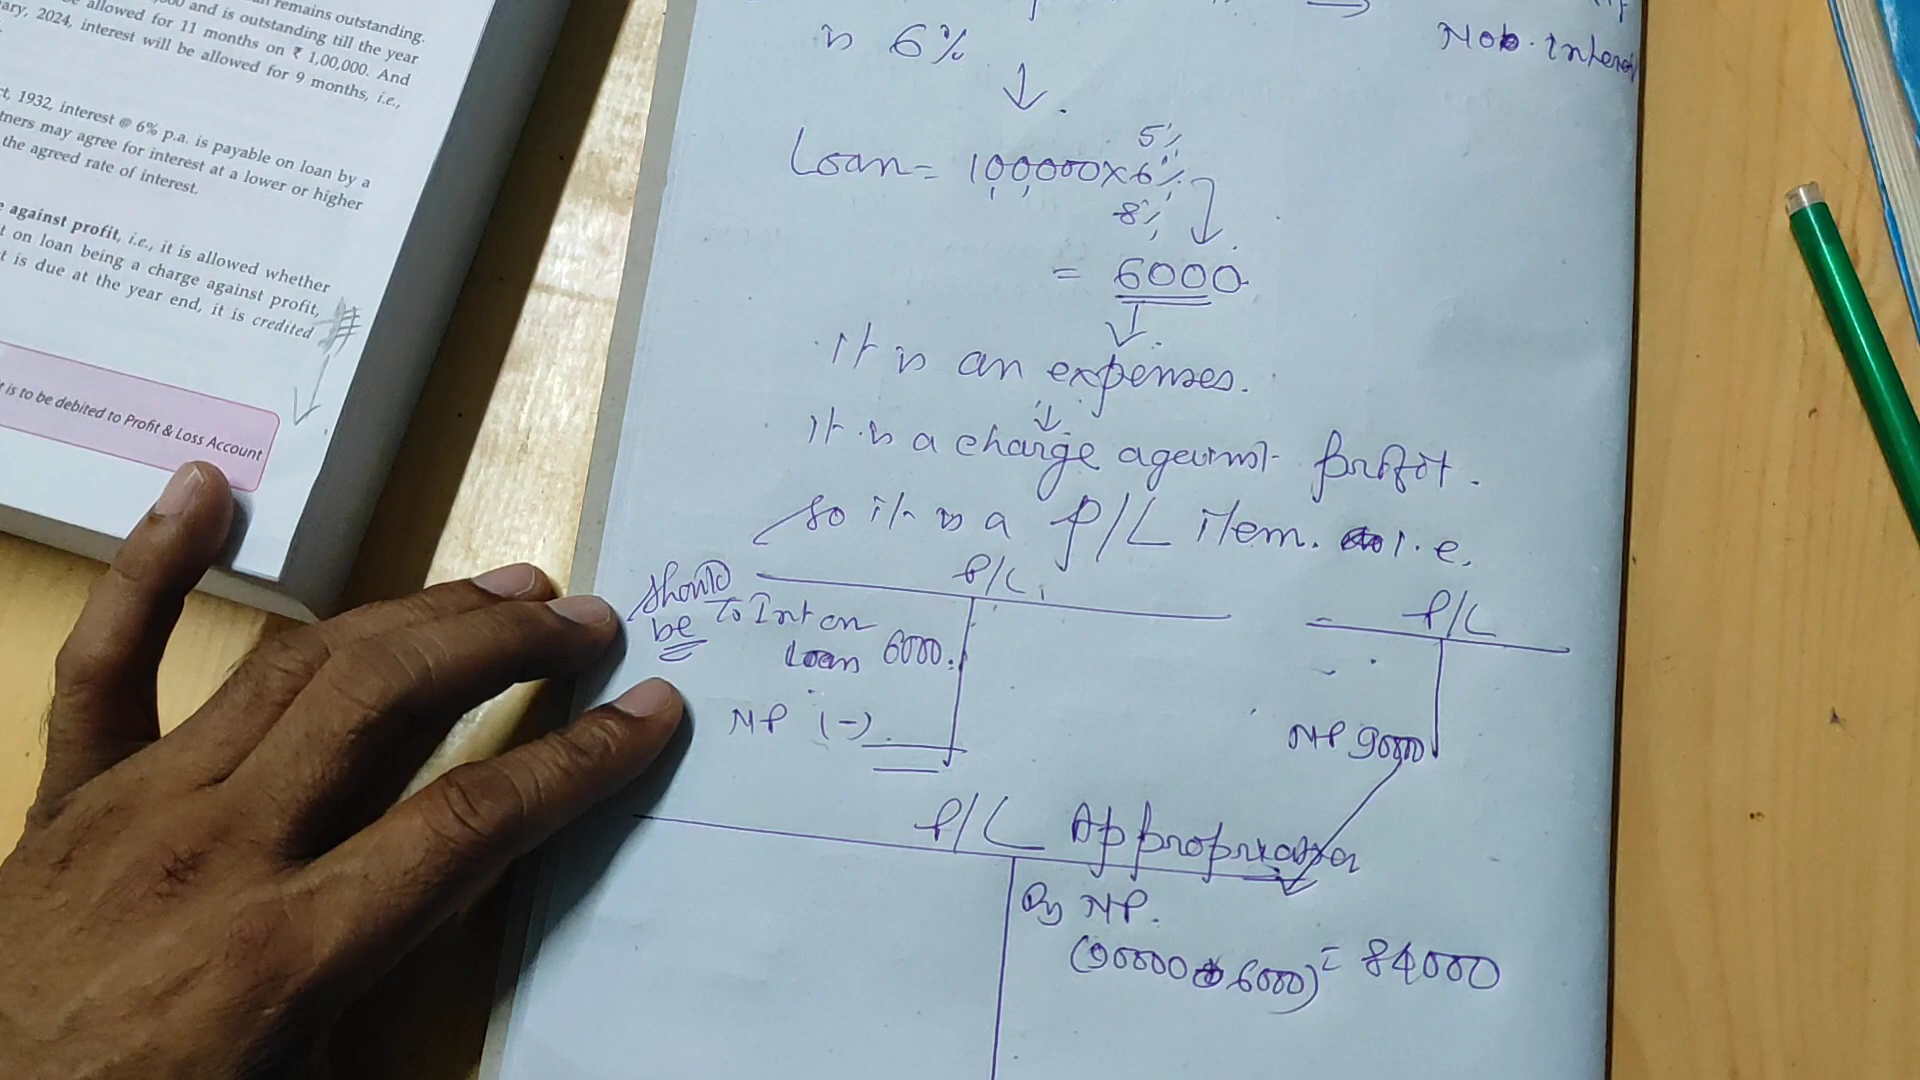 remains outstanding.
000 and is outstanding till the year
allowed for 11 months on ₹ 1,00,000. And
ary, 2024, interest will be allowed for 9 months, i.e.,
ct, 1932, interest @ 6% p.a. is payable on loan by a
tners may agree for interest at a lower or higher
the agreed rate of interest.
e against profit, i.e., it is allowed whether
t on loan being a charge against profit,
t is due at the year end, it is credited
t is to be debited to Profit & Loss Account
is 6%
Loan = 1,00,000 x 6%
5%
8%
= 6000
it is an expenses.
it is a charge against profit.
so it is a P/L item. i.e.
P/L
should be
To Int on
Loan 6000.
NP (-)
P/L
NP 90000
P/L Appropriation
By NP.
(90000 - 6000) = 84000